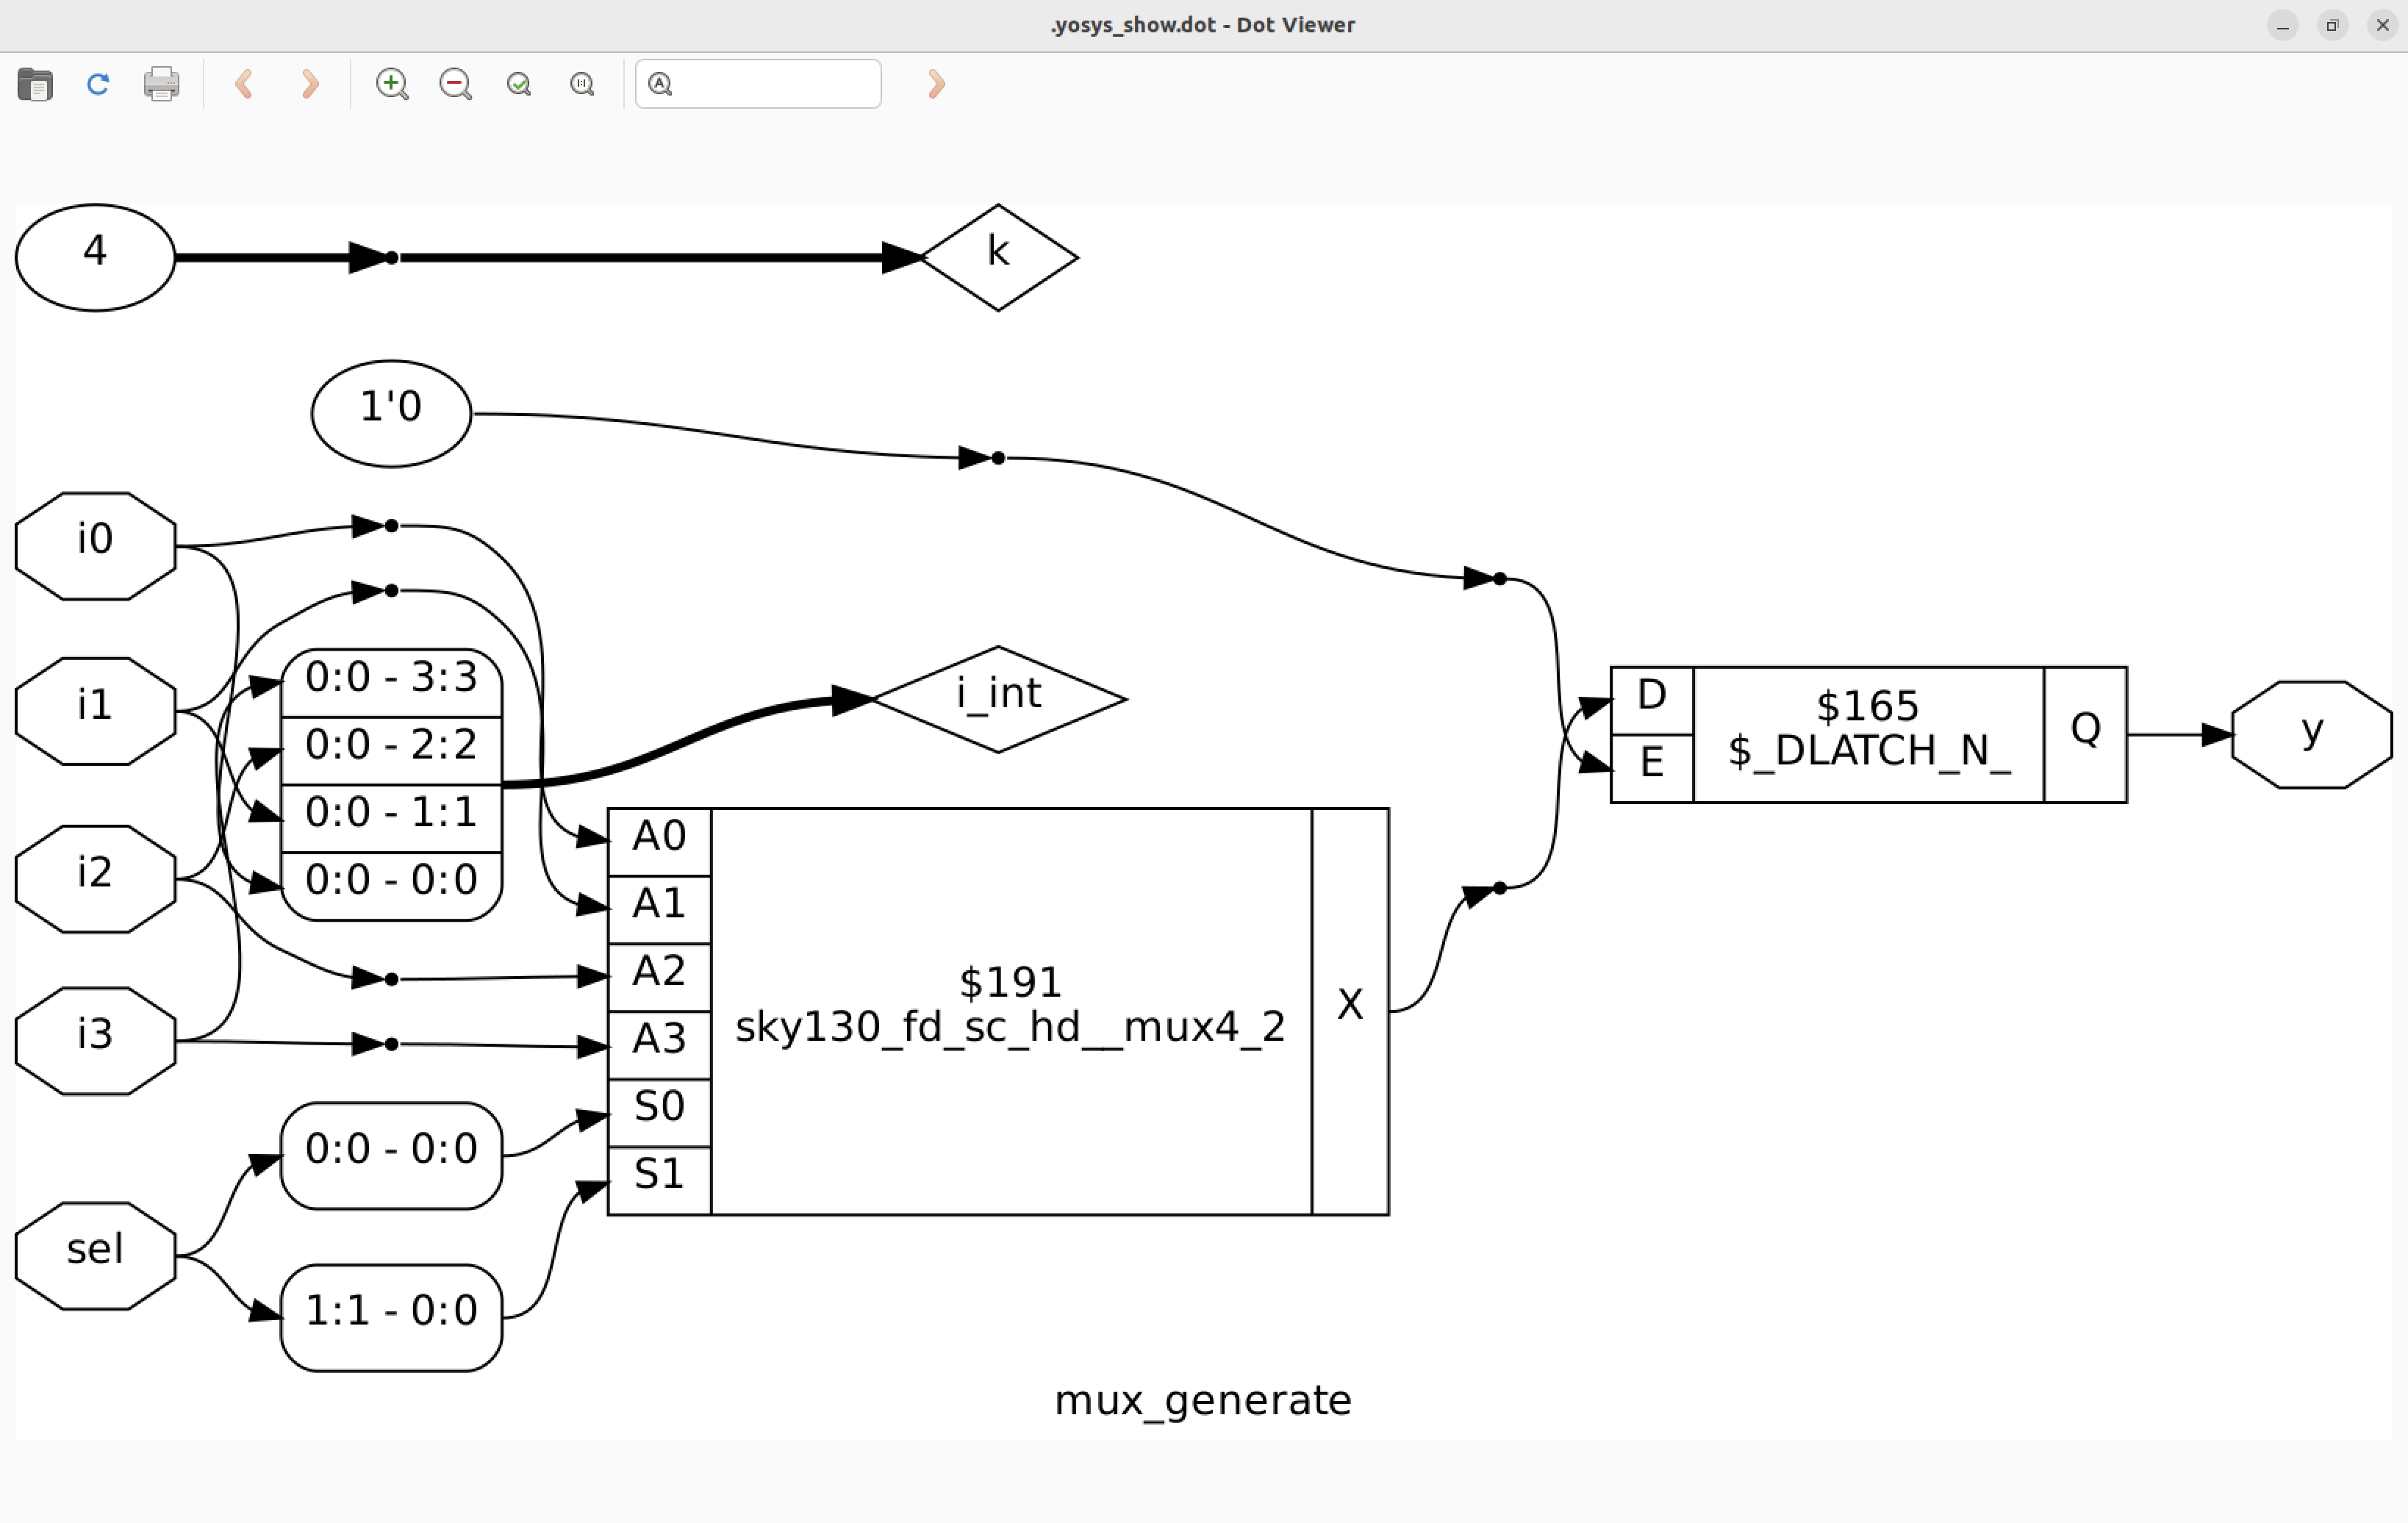 .yosys_show.dot - Dot Viewer
4
k
1'0
i0
i1
i2
i3
sel
0:0 - 3:3
0:0 - 2:2
0:0 - 1:1
0:0 - 0:0
i_int
0:0 - 0:0
1:1 - 0:0
A0
A1
A2
A3
S0
S1
$191
sky130_fd_sc_hd__mux4_2
X
D
E
$165
$_DLATCH_N_
Q
y
mux_generate